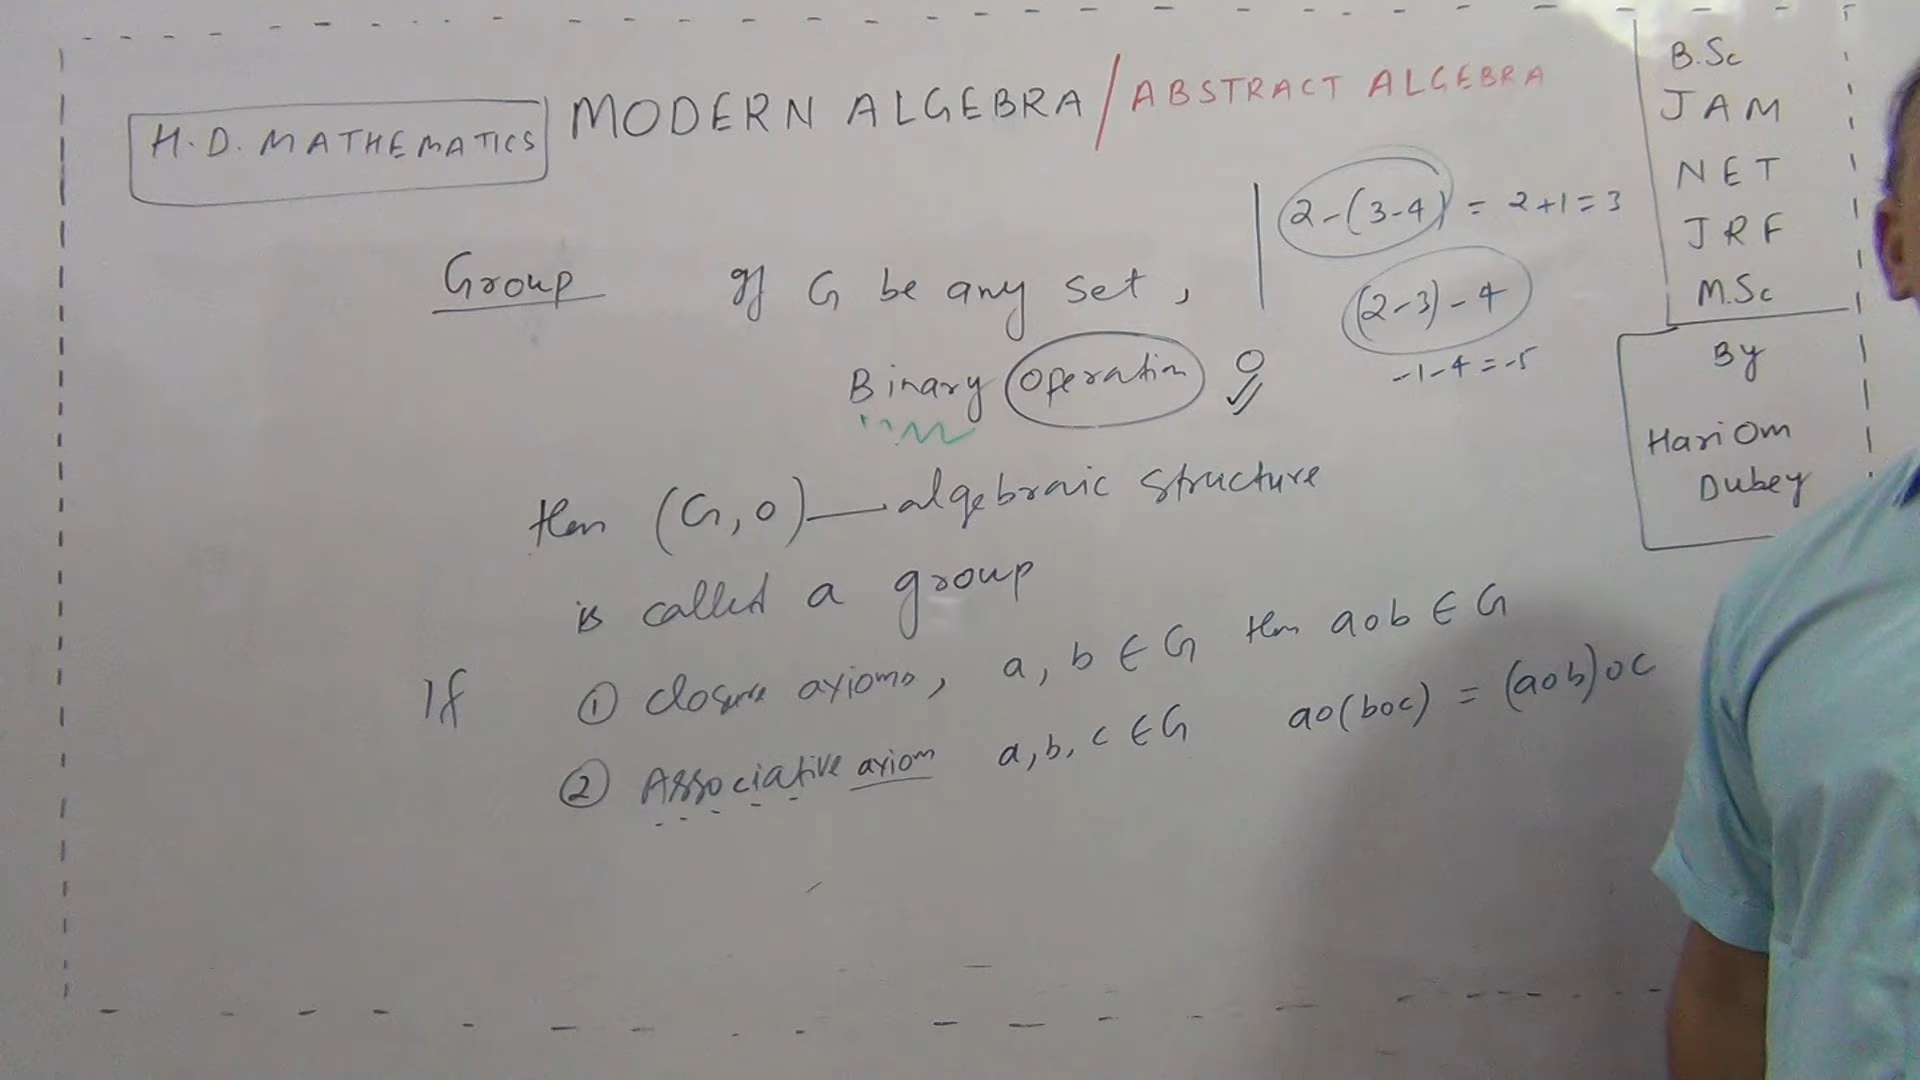 H.D. MATHEMATICS
MODERN ALGEBRA / ABSTRACT ALGEBRA
Group If G be any set,
Binary Operation o
then (G, o) — algebraic structure
is called a group
If ① closure axioms, a, b ∈ G then aob ∈ G
② Associative axiom a, b, c ∈ G ao(boc) = (aob)oc
2-(3-4) = 2+1=3
(2-3)-4
-1-4=-5
B.Sc
JAM
NET
JRF
M.Sc
By
HariOm
Dubey